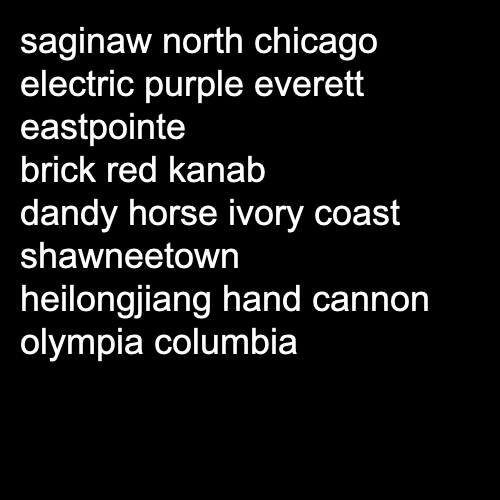 saginaw north chicago
electric purple everett
eastpointe
brick red kanab
dandy horse ivory coast
shawneetown
heilongjiang hand cannon
olympia columbia